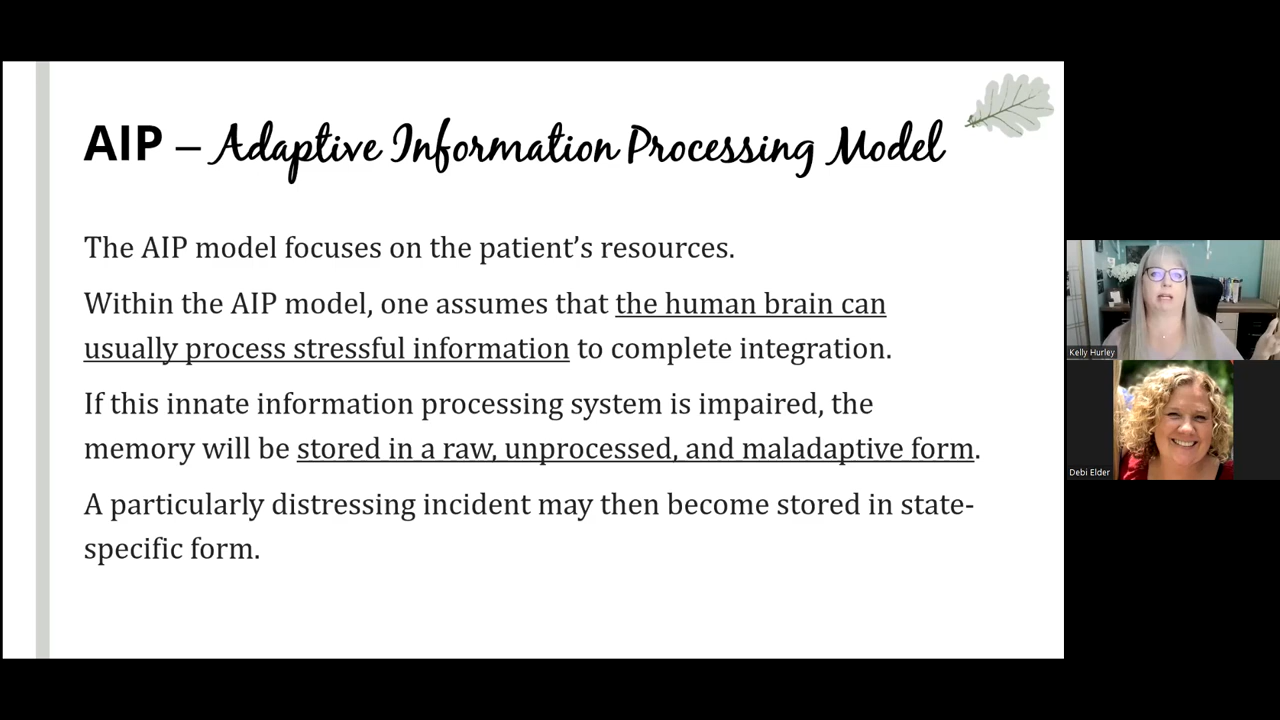 AIP – Adaptive Information Processing Model
The AIP model focuses on the patient’s resources.
Within the AIP model, one assumes that the human brain can
usually process stressful information to complete integration.
If this innate information processing system is impaired, the
memory will be stored in a raw, unprocessed, and maladaptive form.
A particularly distressing incident may then become stored in state-
specific form.
Kelly Hurley
Debi Elder